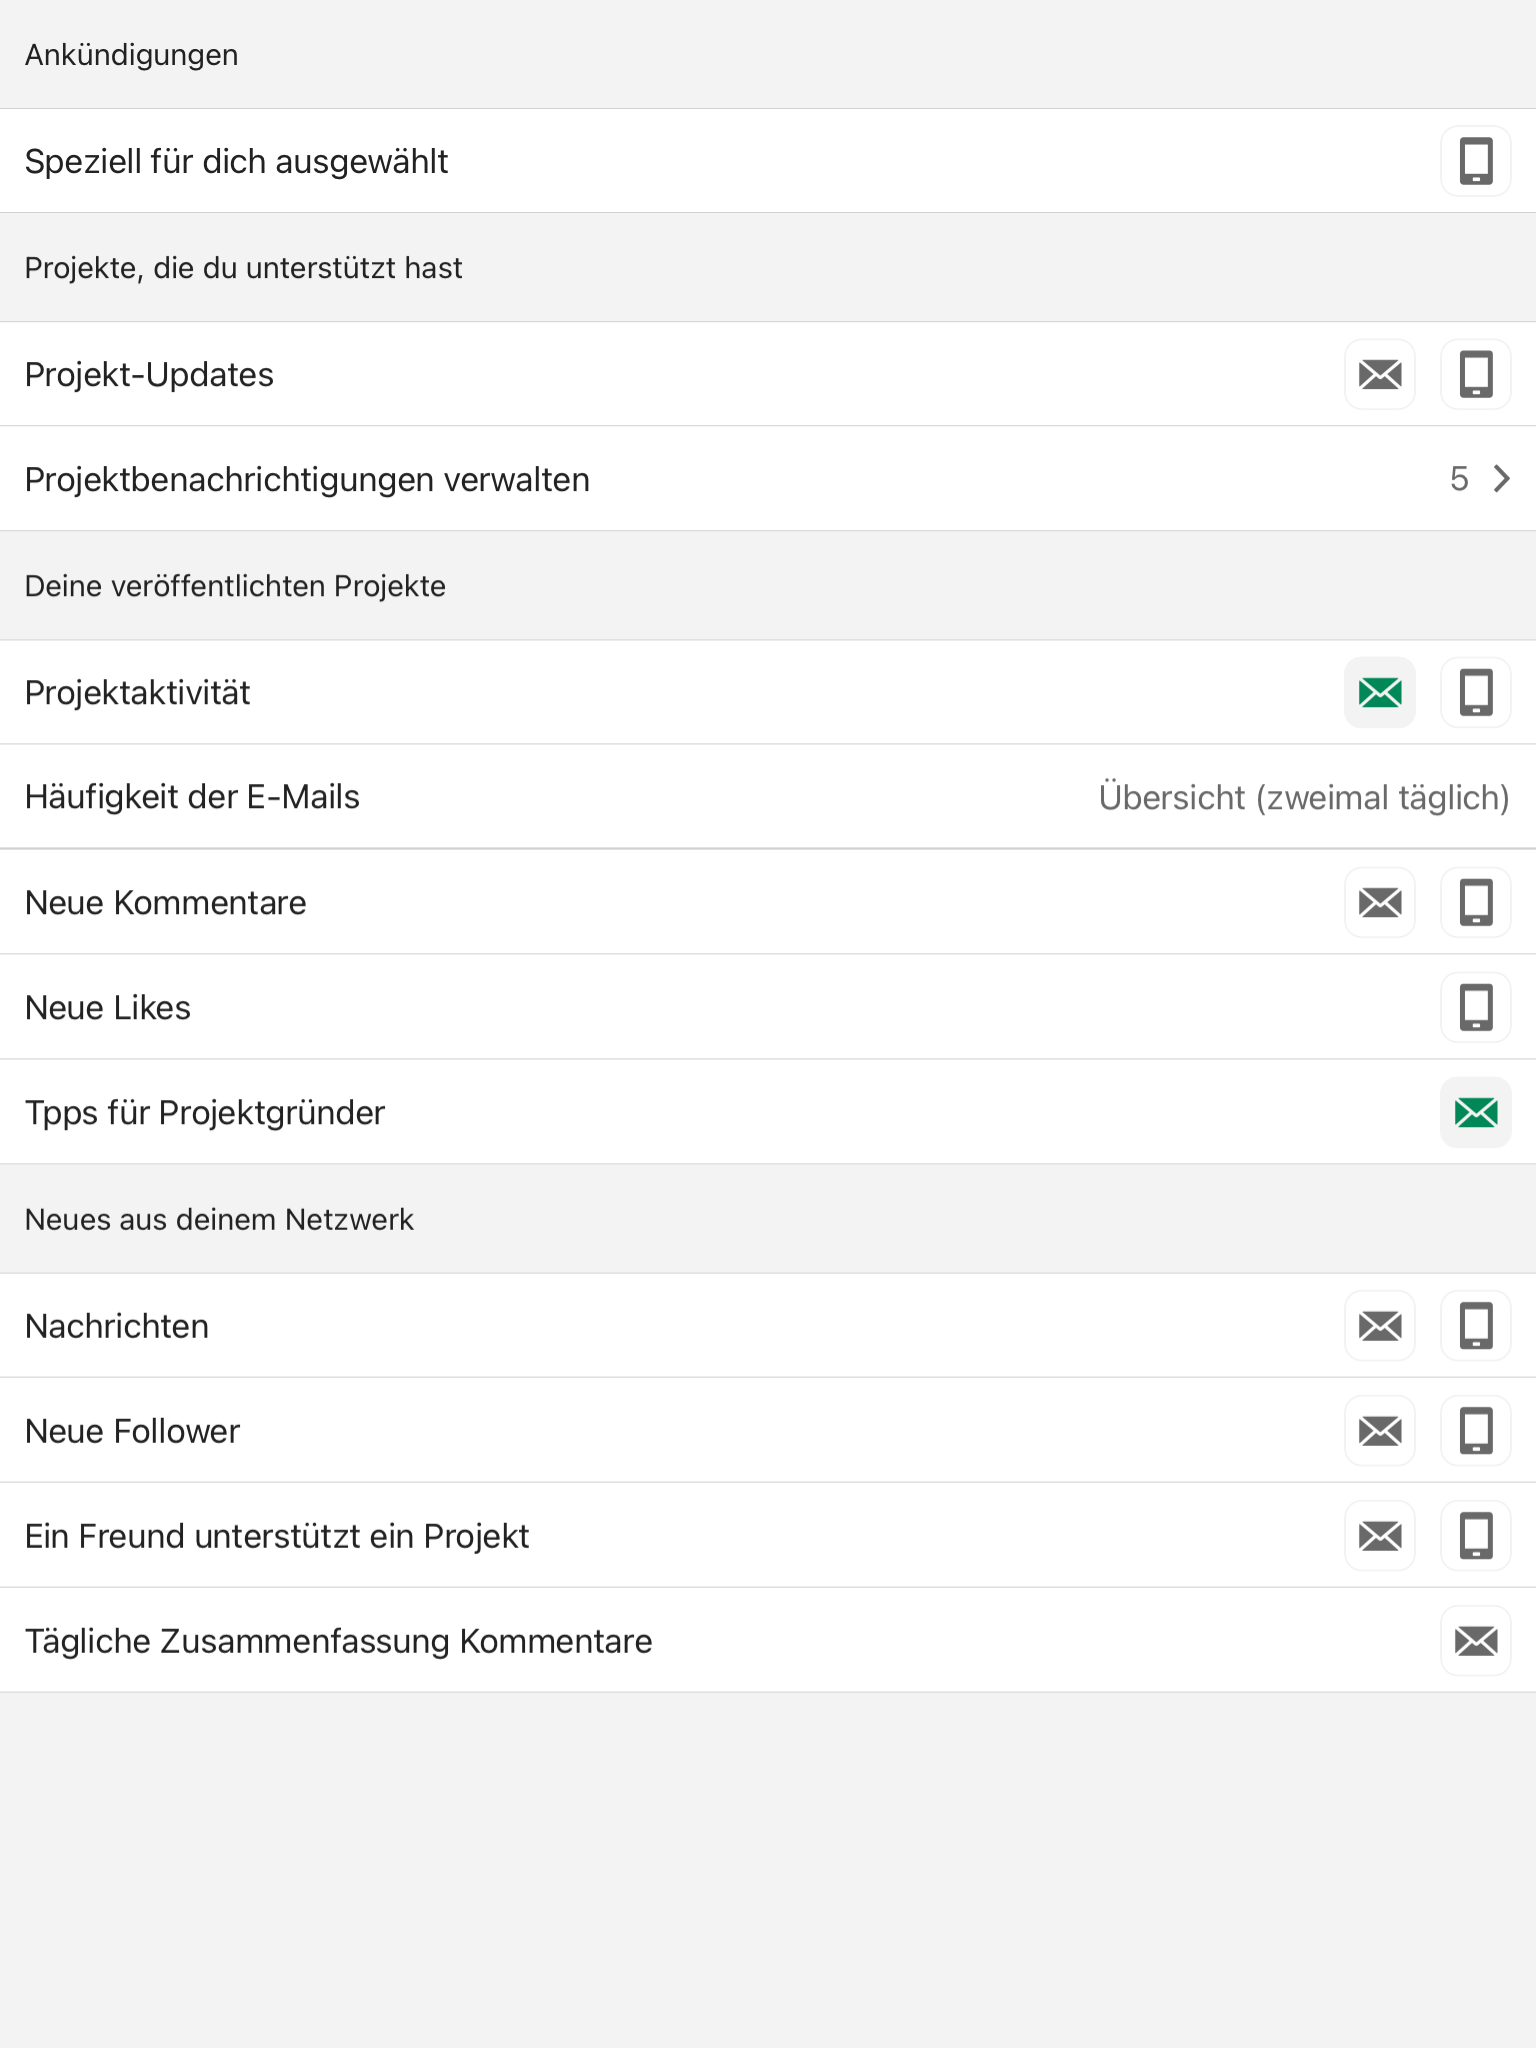 Ankündigungen
Speziell für dich ausgewählt
Projekte, die du unterstützt hast
Projekt-Updates
Projektbenachrichtigungen verwalten 5
Deine veröffentlichten Projekte
Projektaktivität
Häufigkeit der E-Mails Übersicht (zweimal täglich)
Neue Kommentare
Neue Likes
Tpps für Projektgründer
Neues aus deinem Netzwerk
Nachrichten
Neue Follower
Ein Freund unterstützt ein Projekt
Tägliche Zusammenfassung Kommentare